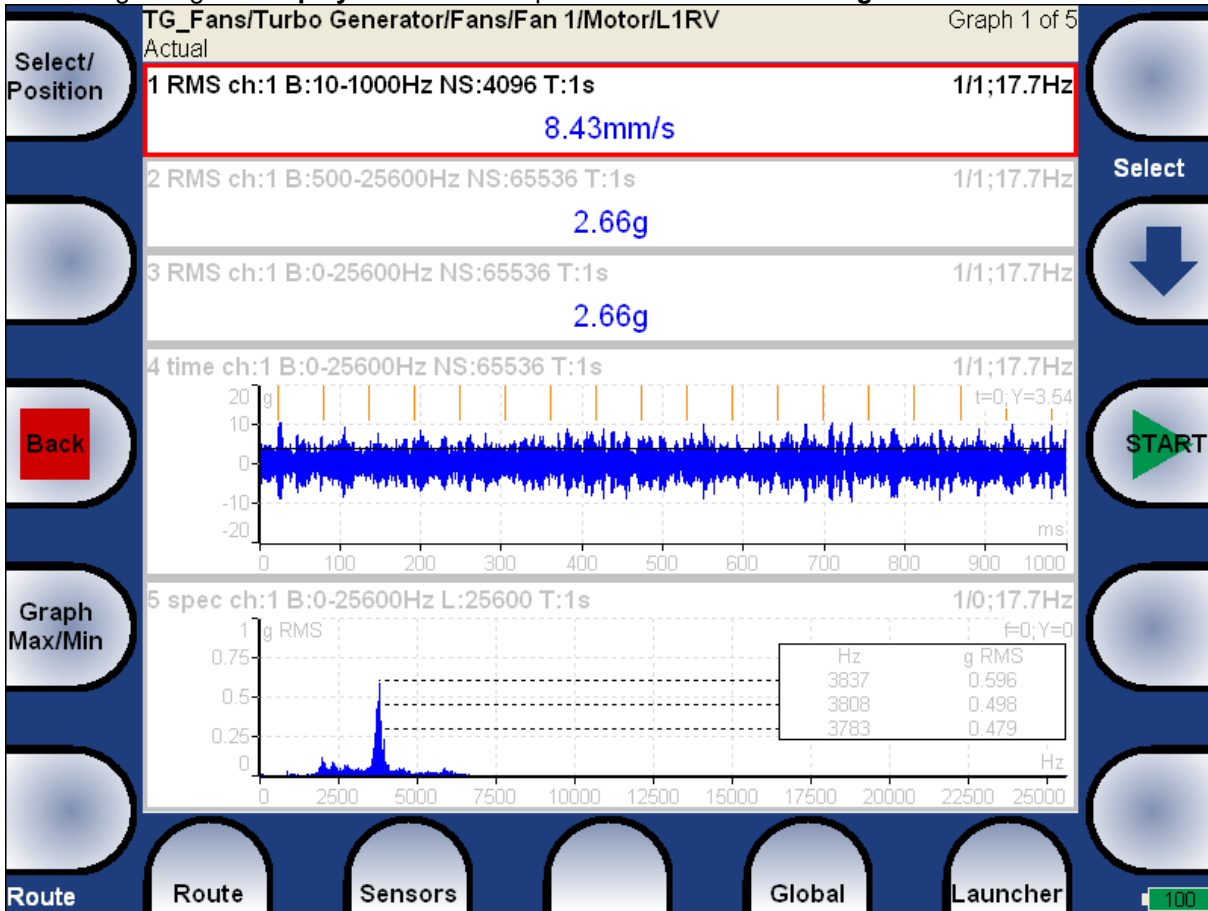 TG_Fans/Turbo Generator/Fans/Fan 1/Motor/L1RV
Graph 1 of 5
Actual
Select/
Position
1 RMS ch:1 B:10-1000Hz NS:4096 T:1s
1/1;17.7Hz
8.43mm/s
Select
2 RMS ch:1 B:500-25600Hz NS:65536 T:1s
1/1;17.7Hz
2.66g
3 RMS ch:1 B:0-25600Hz NS:65536 T:1s
1/1;17.7Hz
2.66g
4 time ch:1 B:0-25600Hz NS:65536 T:1s
1/1;17.7Hz
20 g
t=0;Y=3.54
10
0
-10
-20
ms
0 100 200 300 400 500 600 700 800 900 1000
Back
START
Graph
Max/Min
5 spec ch:1 B:0-25600Hz L:25600 T:1s
1/0;17.7Hz
1 g RMS
f=0;Y=0
0.75
0.5
0.25
0
Hz g RMS
3837 0.596
3808 0.498
3783 0.479
Hz
0 2500 5000 7500 10000 12500 15000 17500 20000 22500 25000
Route
Route
Sensors
Global
Launcher
100